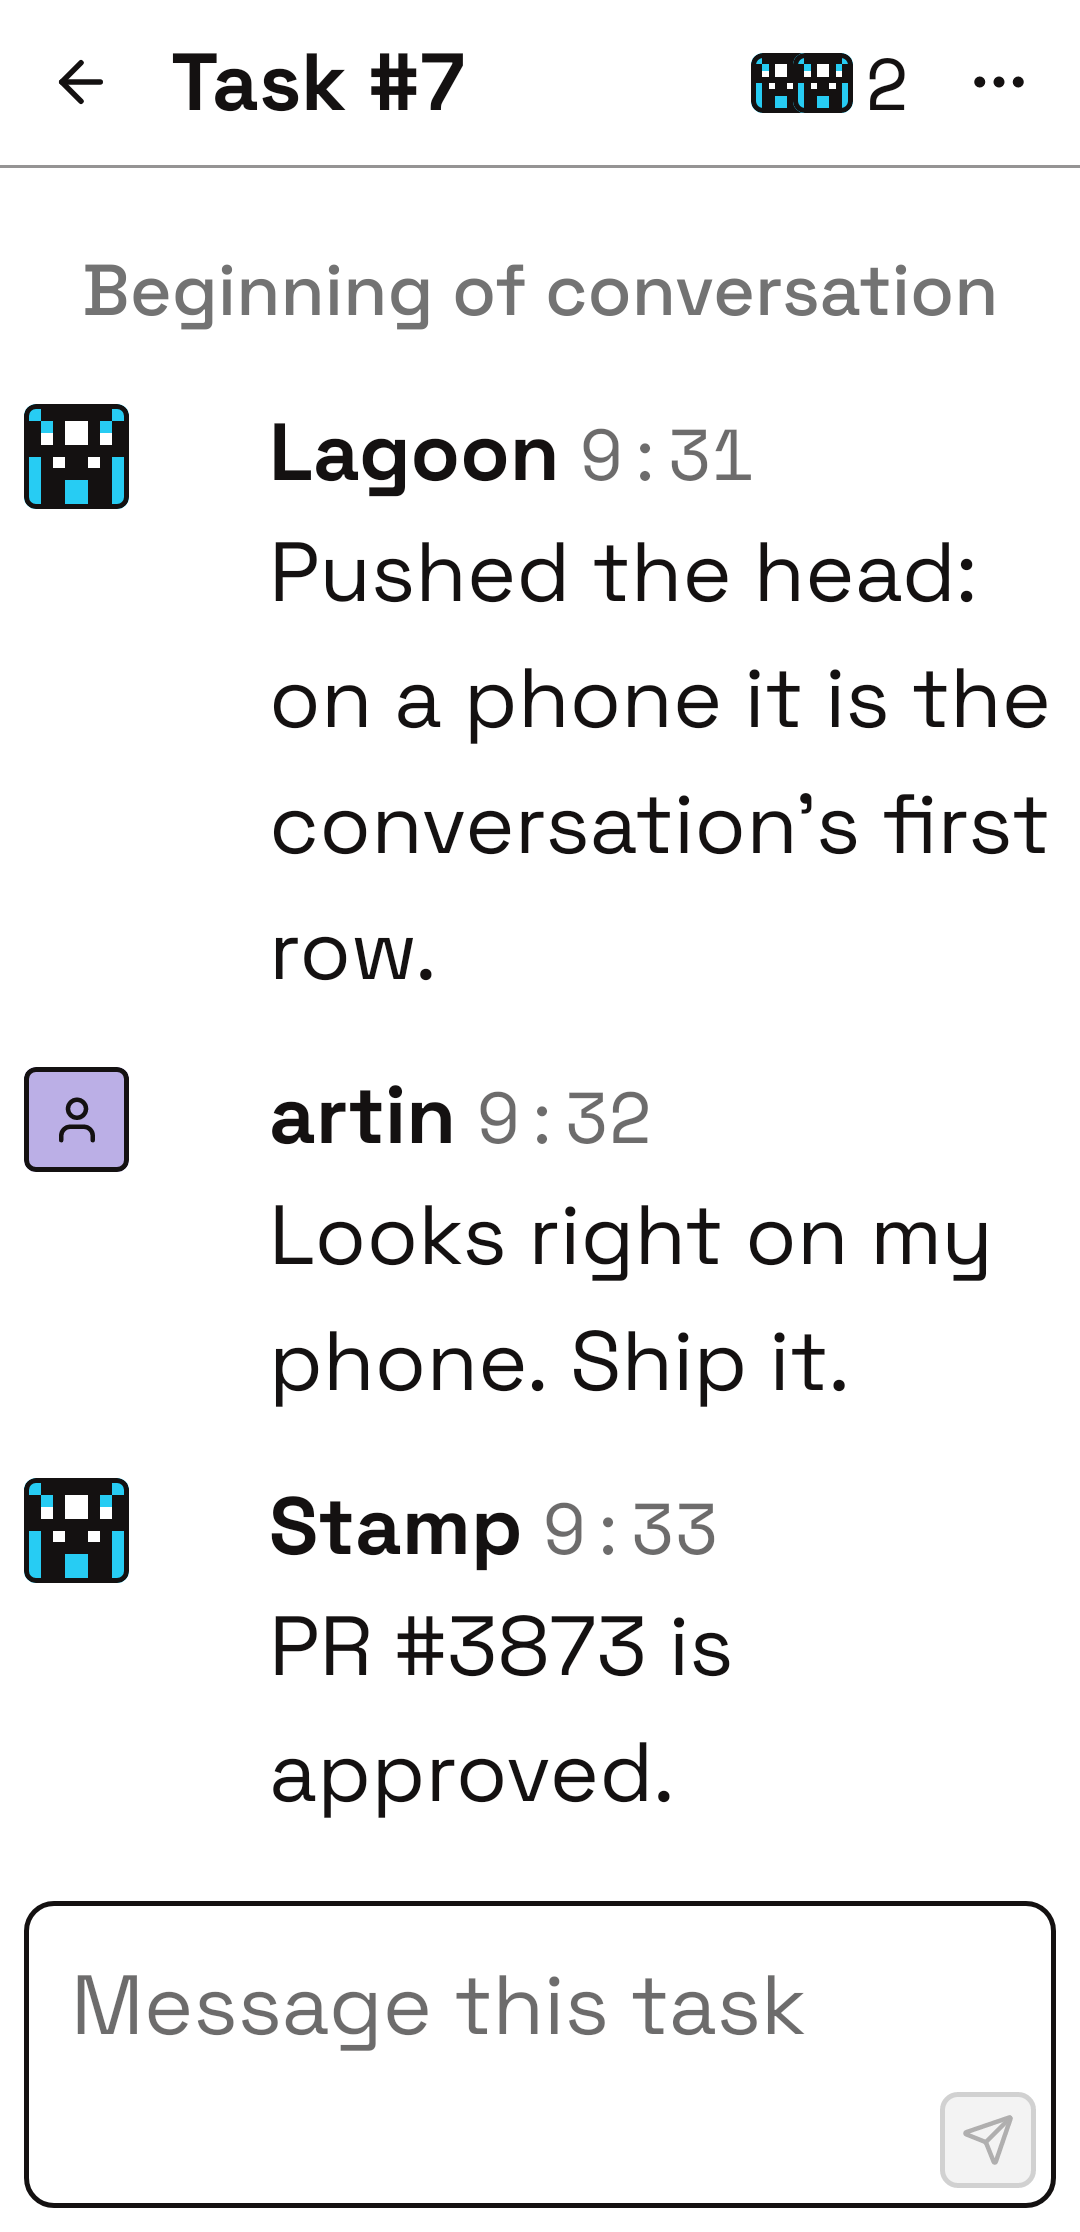 Task #7
2
Beginning of conversation
Lagoon 9:31
Pushed the head:
on a phone it is the
conversation’s first
row.
artin 9:32
Looks right on my
phone. Ship it.
Stamp 9:33
PR #3873 is
approved.
Message this task